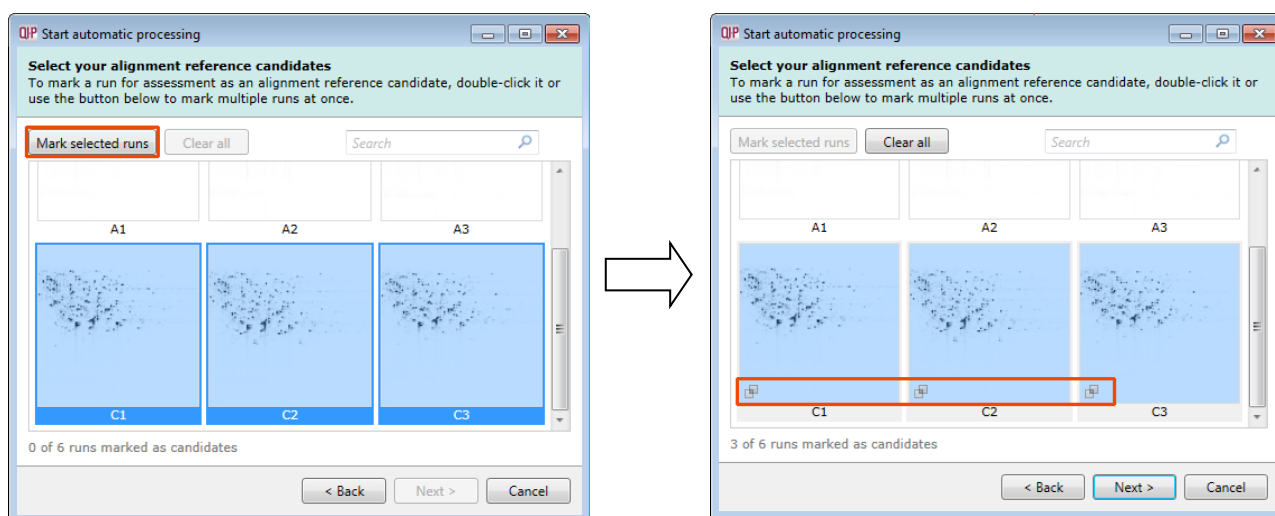 QIP Start automatic processing
Select your alignment reference candidates
To mark a run for assessment as an alignment reference candidate, double-click it or
use the button below to mark multiple runs at once.
Mark selected runs Clear all Search
A1 A2 A3
C1 C2 C3
0 of 6 runs marked as candidates
< Back Next > Cancel
QIP Start automatic processing
Select your alignment reference candidates
To mark a run for assessment as an alignment reference candidate, double-click it or
use the button below to mark multiple runs at once.
Mark selected runs Clear all Search
A1 A2 A3
C1 C2 C3
3 of 6 runs marked as candidates
< Back Next > Cancel